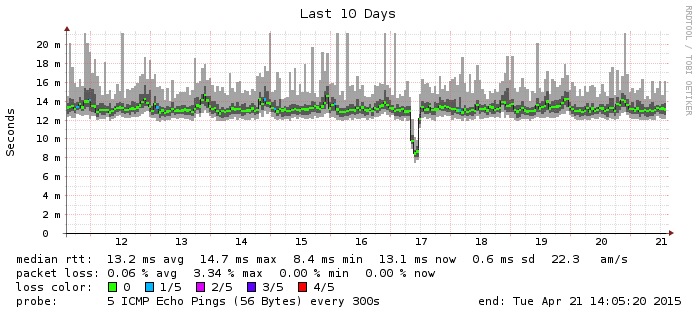 Last 10 Days
RRDTOOL / TOBI OETIKER
Seconds
20 m
18 m
16 m
14 m
12 m
10 m
8 m
6 m
4 m
2 m
0
12 13 14 15 16 17 18 19 20 21
median rtt: 13.2 ms avg 14.7 ms max 8.4 ms min 13.1 ms now 0.6 ms sd 22.3 am/s
packet loss: 0.06 % avg 3.34 % max 0.00 % min 0.00 % now
loss color: 0 1/5 2/5 3/5 4/5
probe: 5 ICMP Echo Pings (56 Bytes) every 300s end: Tue Apr 21 14:05:20 2015